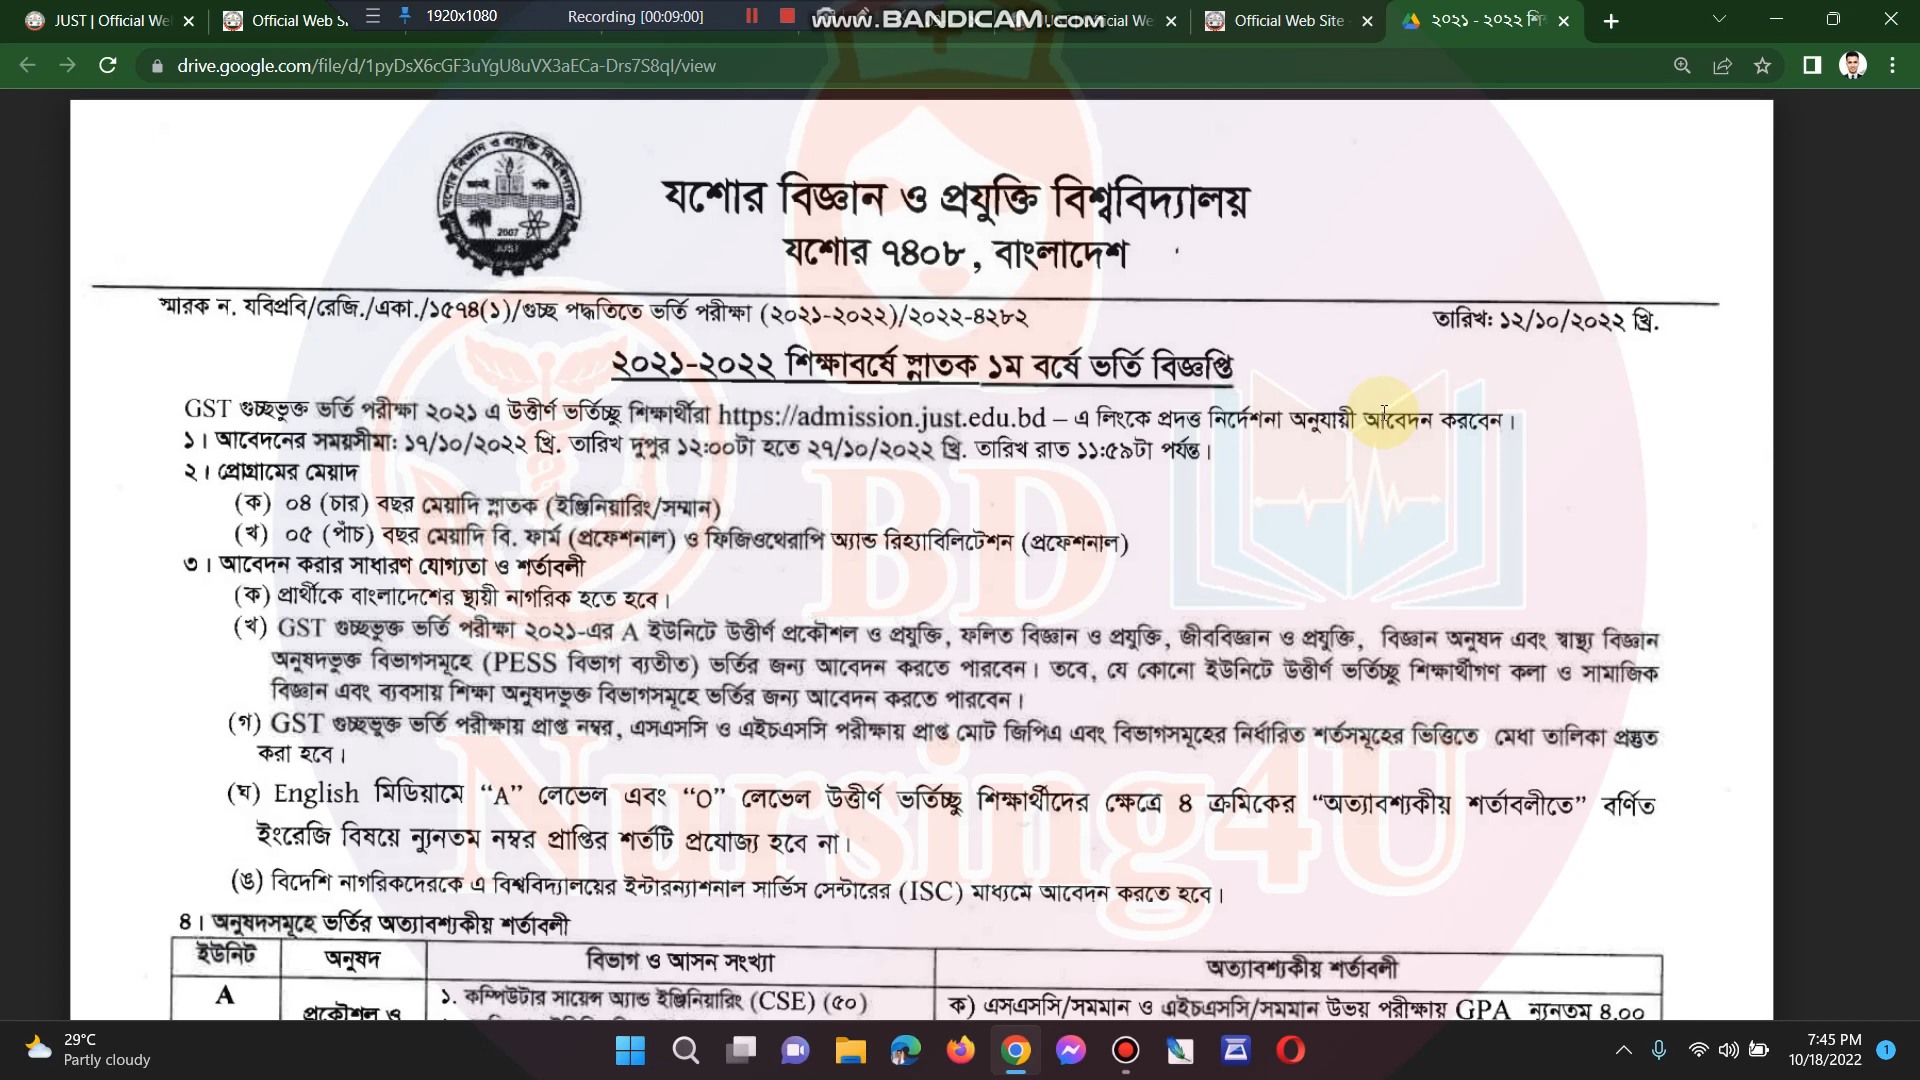 JUST | Official We
Official Web S
1920x1080
Recording [00:09:00]
www.BANDICAM.com
Official We
Official Web Site
২০২১ - ২০২২ শি
drive.google.com/file/d/1pyDsX6cGF3uYgU8uVX3aECa-Drs7S8ql/view
2007
JUST
যশোর বিজ্ঞান ও প্রযুক্তি বিশ্ববিদ্যালয়
যশোর ৭৪০৮, বাংলাদেশ
স্মারক ন. যবিপ্রবি/রেজি./একা./১৫৭৪(১)/গুচ্ছ পদ্ধতিতে ভর্তি পরীক্ষা (২০২১-২০২২)/২০২২-৪২৮২
তারিখঃ ১২/১০/২০২২ খ্রি.
২০২১-২০২২ শিক্ষাবর্ষে স্নাতক ১ম বর্ষে ভর্তি বিজ্ঞপ্তি
GST গুচ্ছভুক্ত ভর্তি পরীক্ষা ২০২১ এ উত্তীর্ণ ভর্তিচ্ছু শিক্ষার্থীরা https://admission.just.edu.bd – এ লিংকে প্রদত্ত নির্দেশনা অনুযায়ী আবেদন করবেন।
১। আবেদনের সময়সীমা: ১৭/১০/২০২২ খ্রি. তারিখ দুপুর ১২:০০টা হতে ২৭/১০/২০২২ খ্রি. তারিখ রাত ১১:৫৯টা পর্যন্ত।
২। প্রোগ্রামের মেয়াদ
(ক) ০৪ (চার) বছর মেয়াদি স্নাতক (ইঞ্জিনিয়ারিং/সম্মান)
(খ) ০৫ (পাঁচ) বছর মেয়াদি বি. ফার্ম (প্রফেশনাল) ও ফিজিওথেরাপি অ্যান্ড রিহ্যাবিলিটেশন (প্রফেশনাল)
৩। আবেদন করার সাধারণ যোগ্যতা ও শর্তাবলী
(ক) প্রার্থীকে বাংলাদেশের স্থায়ী নাগরিক হতে হবে।
(খ) GST গুচ্ছভুক্ত ভর্তি পরীক্ষা ২০২১-এর A ইউনিটে উত্তীর্ণ প্রকৌশল ও প্রযুক্তি, ফলিত বিজ্ঞান ও প্রযুক্তি, জীববিজ্ঞান ও প্রযুক্তি, বিজ্ঞান অনুষদ এবং স্বাস্থ্য বিজ্ঞান
অনুষদভুক্ত বিভাগসমূহে (PESS বিভাগ ব্যতীত) ভর্তির জন্য আবেদন করতে পারবেন। তবে, যে কোনো ইউনিটে উত্তীর্ণ ভর্তিচ্ছু শিক্ষার্থীগণ কলা ও সামাজিক
বিজ্ঞান এবং ব্যবসায় শিক্ষা অনুষদভুক্ত বিভাগসমূহে ভর্তির জন্য আবেদন করতে পারবেন।
(গ) GST গুচ্ছভুক্ত ভর্তি পরীক্ষায় প্রাপ্ত নম্বর, এসএসসি ও এইচএসসি পরীক্ষায় প্রাপ্ত মোট জিপিএ এবং বিভাগসমূহের নির্ধারিত শর্তসমূহের ভিত্তিতে মেধা তালিকা প্রস্তুত
করা হবে।
(ঘ) English মিডিয়ামে “A” লেভেল এবং “O” লেভেল উত্তীর্ণ ভর্তিচ্ছু শিক্ষার্থীদের ক্ষেত্রে ৪ ক্রমিকের “অত্যাবশ্যকীয় শর্তাবলীতে” বর্ণিত
ইংরেজি বিষয়ে ন্যুনতম নম্বর প্রাপ্তির শর্তটি প্রযোজ্য হবে না।
(ঙ) বিদেশি নাগরিকদেরকে এ বিশ্ববিদ্যালয়ের ইন্টারন্যাশনাল সার্ভিস সেন্টারের (ISC) মাধ্যমে আবেদন করতে হবে।
৪। অনুষদসমূহে ভর্তির অত্যাবশ্যকীয় শর্তাবলী
ইউনিট অনুষদ বিভাগ ও আসন সংখ্যা অত্যাবশ্যকীয় শর্তাবলী
A প্রকৌশল ও ১. কম্পিউটার সায়েন্স অ্যান্ড ইঞ্জিনিয়ারিং (CSE) (৫০) ক) এসএসসি/সমমান ও এইচএসসি/সমমান উভয় পরীক্ষায় GPA ন্যূনতম ৪.০০
BD
Nursing4U
29°C
Partly cloudy
7:45 PM
10/18/2022
1